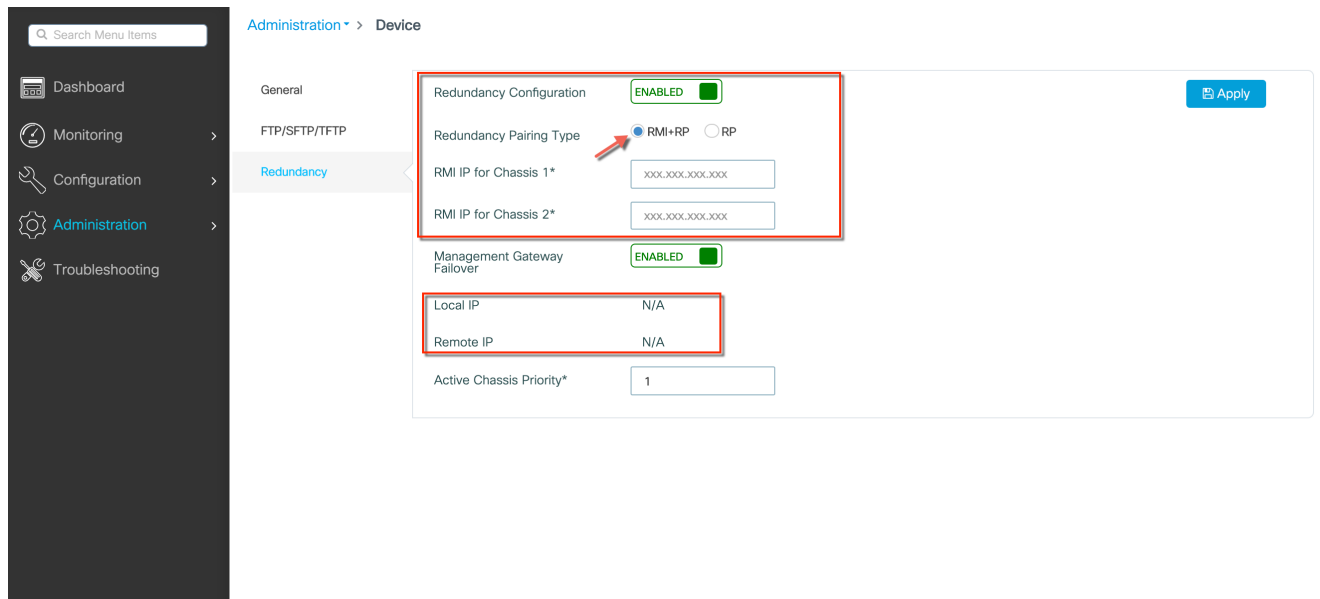 Search Menu Items
Administration > Device
Dashboard
Monitoring
Configuration
Administration
Troubleshooting
General
FTP/SFTP/TFTP
Redundancy
Redundancy Configuration ENABLED
Apply
Redundancy Pairing Type RMI+RP RP
RMI IP for Chassis 1* xxx.xxx.xxx.xxx
RMI IP for Chassis 2* xxx.xxx.xxx.xxx
Management Gateway
Failover ENABLED
Local IP N/A
Remote IP N/A
Active Chassis Priority* 1